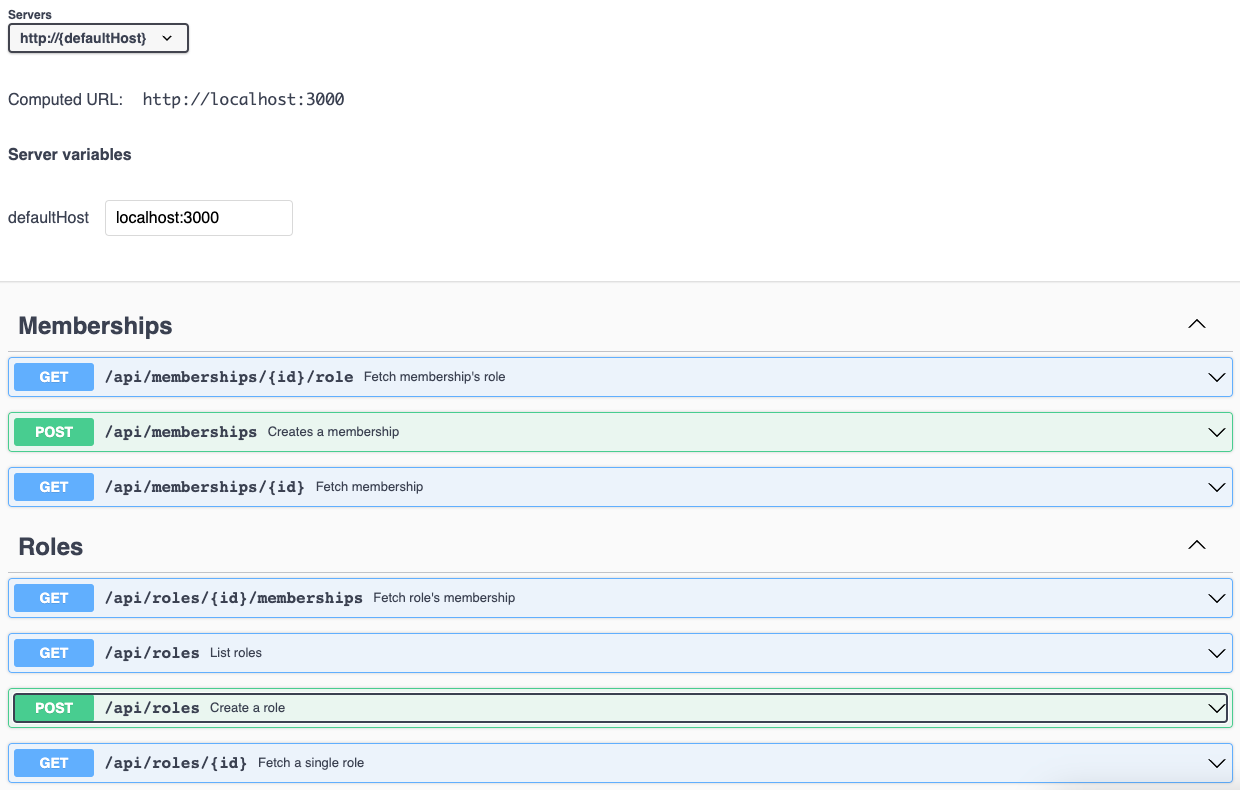 Servers
http://{defaultHost}
Computed URL: http://localhost:3000
Server variables
defaultHost localhost:3000
Memberships
GET /api/memberships/{id}/role Fetch membership's role
POST /api/memberships Creates a membership
GET /api/memberships/{id} Fetch membership
Roles
GET /api/roles/{id}/memberships Fetch role's membership
GET /api/roles List roles
POST /api/roles Create a role
GET /api/roles/{id} Fetch a single role